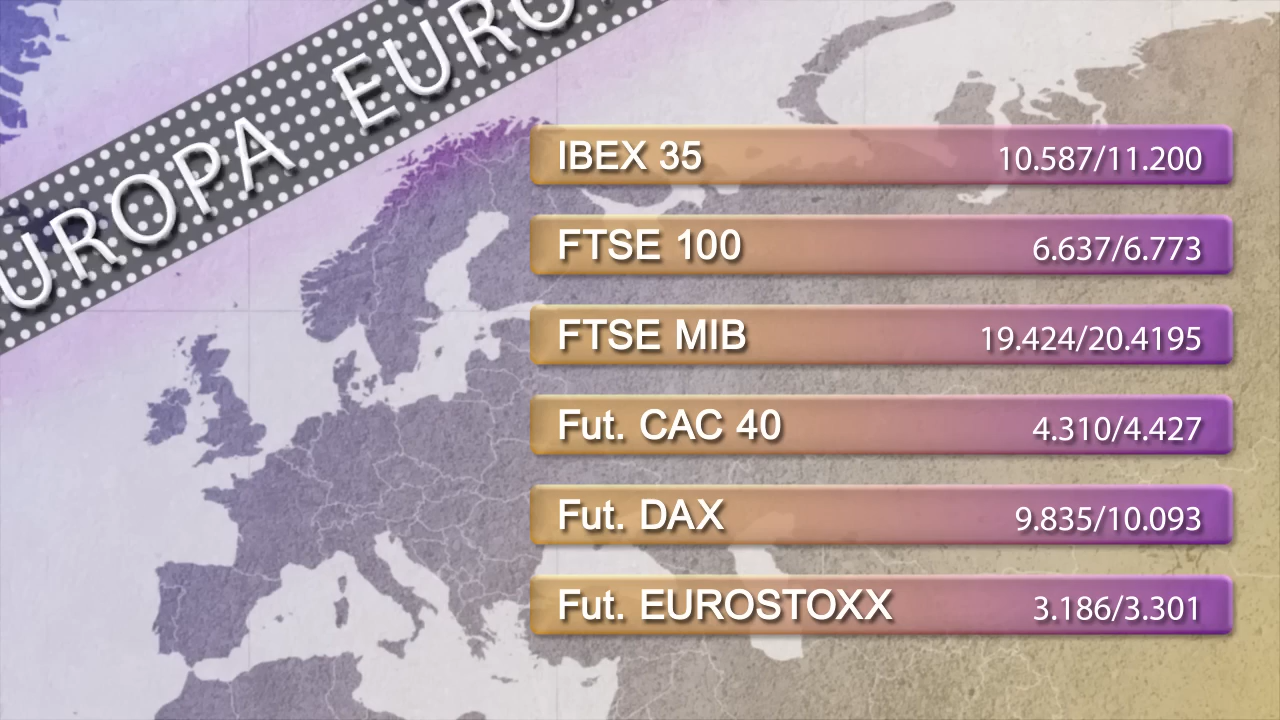 UROPA EURO
IBEX 35 10.587/11.200
FTSE 100 6.637/6.773
FTSE MIB 19.424/20.4195
Fut. CAC 40 4.310/4.427
Fut. DAX 9.835/10.093
Fut. EUROSTOXX 3.186/3.301